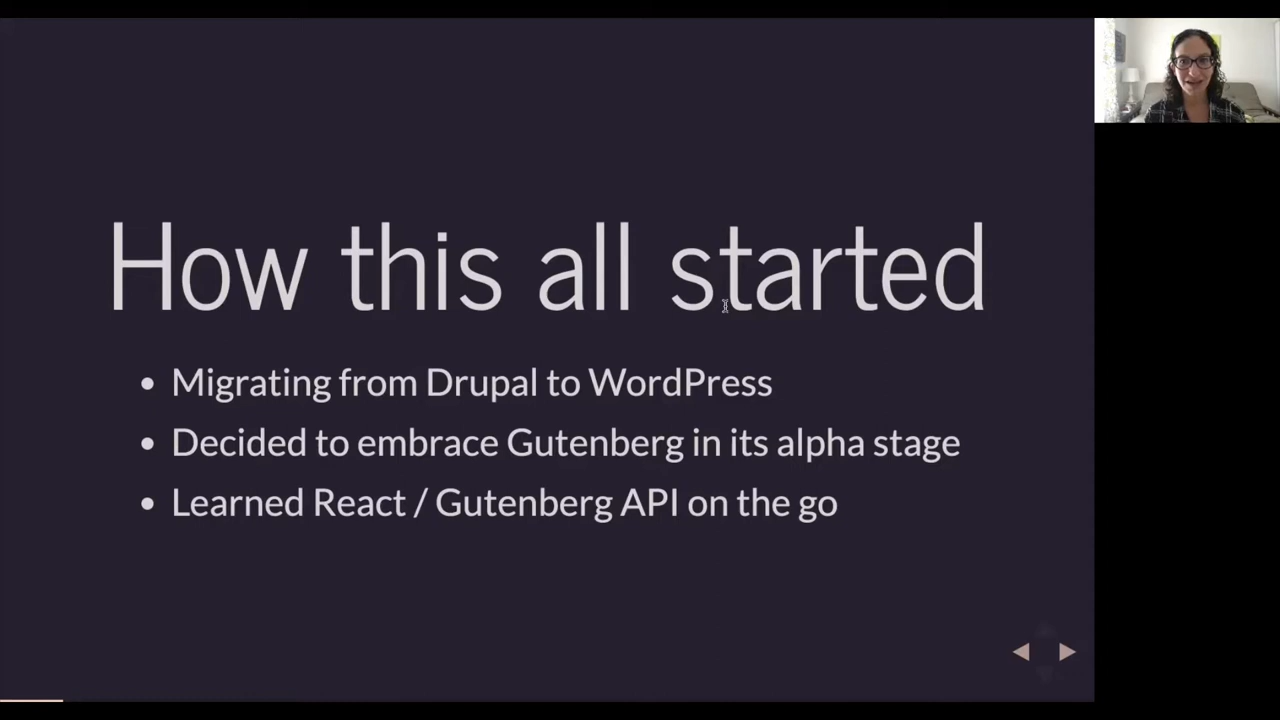 How this all started
• Migrating from Drupal to WordPress
• Decided to embrace Gutenberg in its alpha stage
• Learned React / Gutenberg API on the go